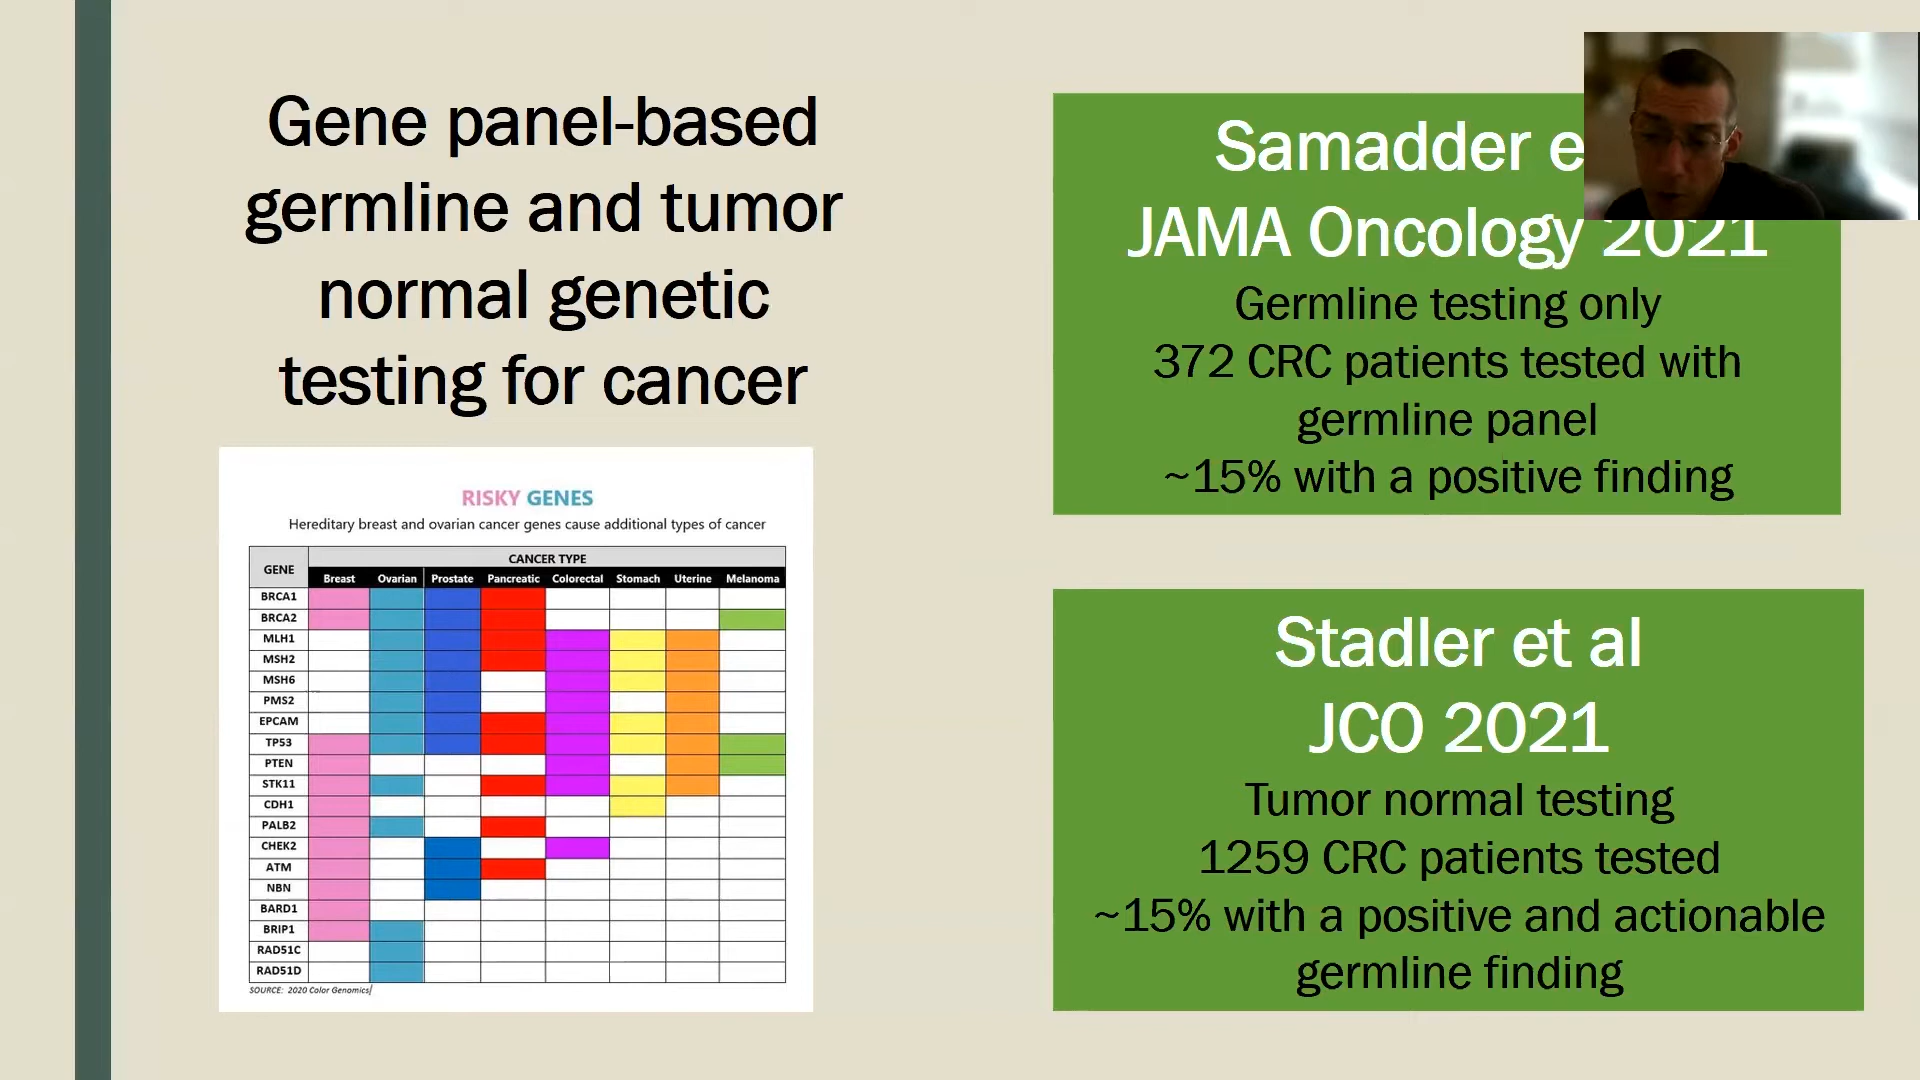 Gene panel-based
germline and tumor
normal genetic
testing for cancer
RISKY GENES
Hereditary breast and ovarian cancer genes cause additional types of cancer
GENE
CANCER TYPE
Breast Ovarian Prostate Pancreatic Colorectal Stomach Uterine Melanoma
BRCA1
BRCA2
MLH1
MSH2
MSH6
PMS2
EPCAM
TP53
PTEN
STK11
CDH1
PALB2
CHEK2
ATM
NBN
BARD1
BRIP1
RAD51C
RAD51D
SOURCE: 2020 Color Genomics
Samadder e
JAMA Oncology 2021
Germline testing only
372 CRC patients tested with
germline panel
~15% with a positive finding
Stadler et al
JCO 2021
Tumor normal testing
1259 CRC patients tested
~15% with a positive and actionable
germline finding